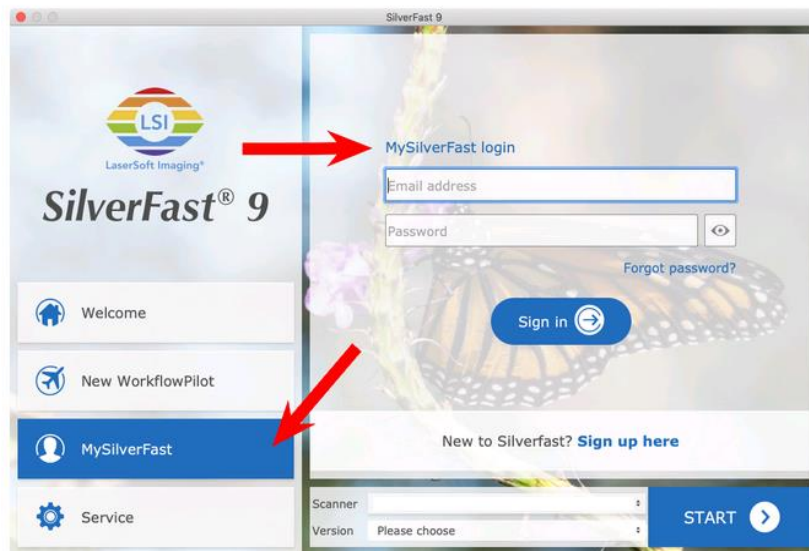 SilverFast 9
LSI
LaserSoft Imaging®
SilverFast® 9
Welcome
New WorkflowPilot
MySilverFast
Service
MySilverFast login
Email address
Password
Forgot password?
Sign in
New to Silverfast? Sign up here
Scanner
Version Please choose
START